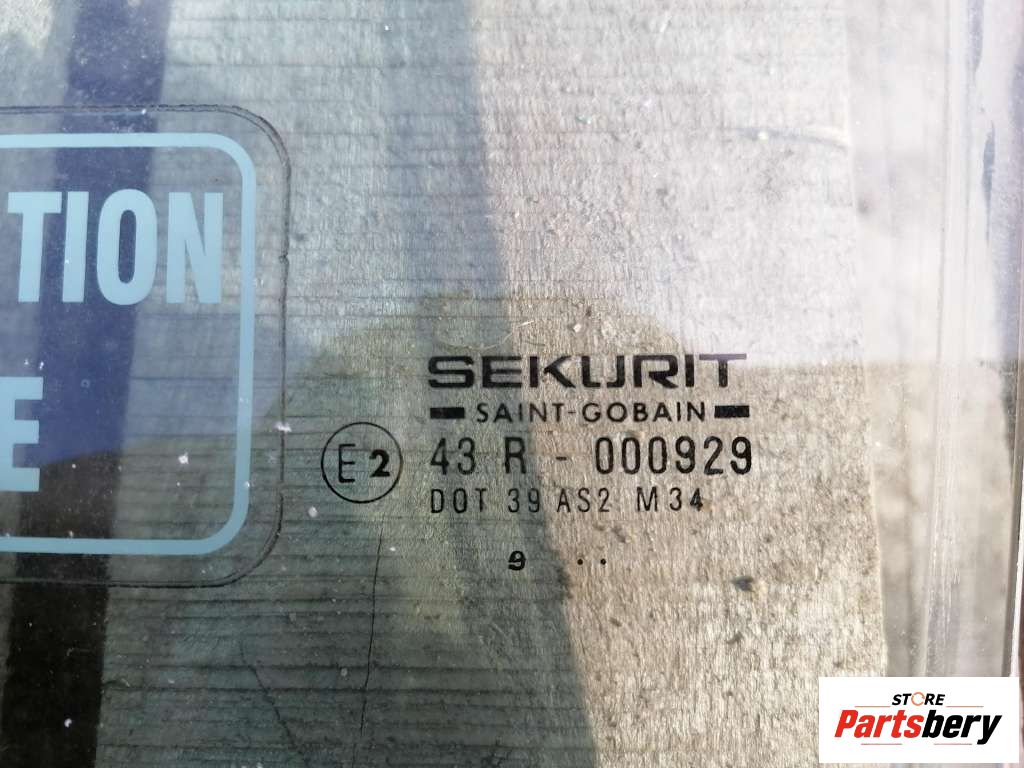 TION
E
SEKURIT
SAINT-GOBAIN
E2 43 R - 000929
DOT 39 AS2 M34
9 ..
STORE
Partsbery